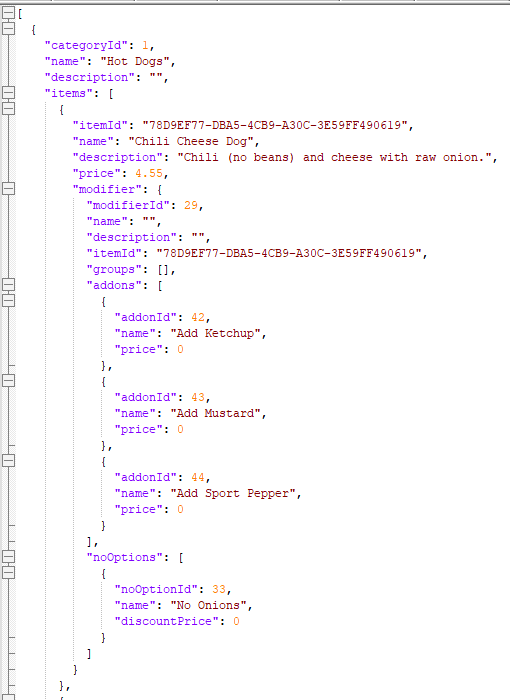 [
{
"categoryId": 1,
"name": "Hot Dogs",
"description": "",
"items": [
{
"itemId": "78D9EF77-DBA5-4CB9-A30C-3E59FF490619",
"name": "Chili Cheese Dog",
"description": "Chili (no beans) and cheese with raw onion.",
"price": 4.55,
"modifier": {
"modifierId": 29,
"name": "",
"description": "",
"itemId": "78D9EF77-DBA5-4CB9-A30C-3E59FF490619",
"groups": [],
"addons": [
{
"addonId": 42,
"name": "Add Ketchup",
"price": 0
},
{
"addonId": 43,
"name": "Add Mustard",
"price": 0
},
{
"addonId": 44,
"name": "Add Sport Pepper",
"price": 0
}
],
"noOptions": [
{
"noOptionId": 33,
"name": "No Onions",
"discountPrice": 0
}
]
}
},